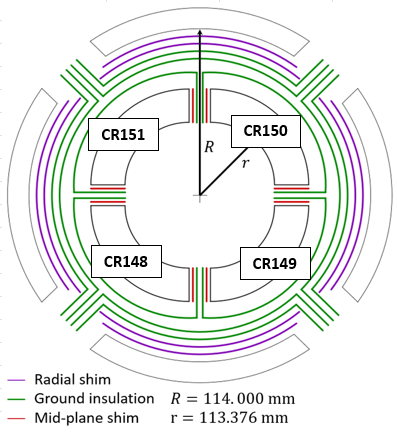 CR151
CR150
R
r
CR148
CR149
Radial shim
Ground insulation R = 114.000 mm
Mid-plane shim r = 113.376 mm